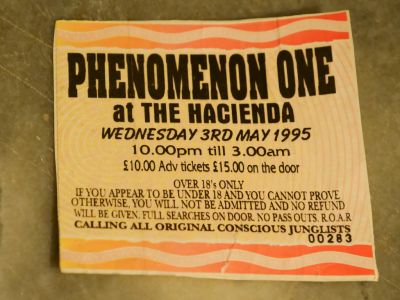 PHENOMENON ONE
at THE HACIENDA
WEDNESDAY 3RD MAY 1995
10.00pm till 3.00am
£10.00 Adv tickets £15.00 on the door
OVER 18's ONLY
IF YOU APPEAR TO BE UNDER 18 AND YOU CANNOT PROVE
OTHERWISE, YOU WILL NOT BE ADMITTED AND NO REFUND
WILL BE GIVEN. FULL SEARCHES ON DOOR. NO PASS OUTS. R.O.A.R
CALLING ALL ORIGINAL CONSCIOUS JUNGLISTS
00283